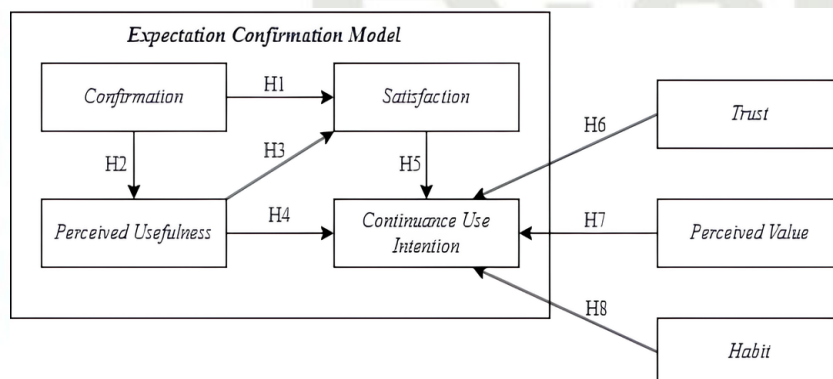 Expectation Confirmation Model
Confirmation
H1
Satisfaction
Trust
H6
H2
H3
H5
Perceived Usefulness
H4
Continuance Use
Intention
H7
Perceived Value
H8
Habit